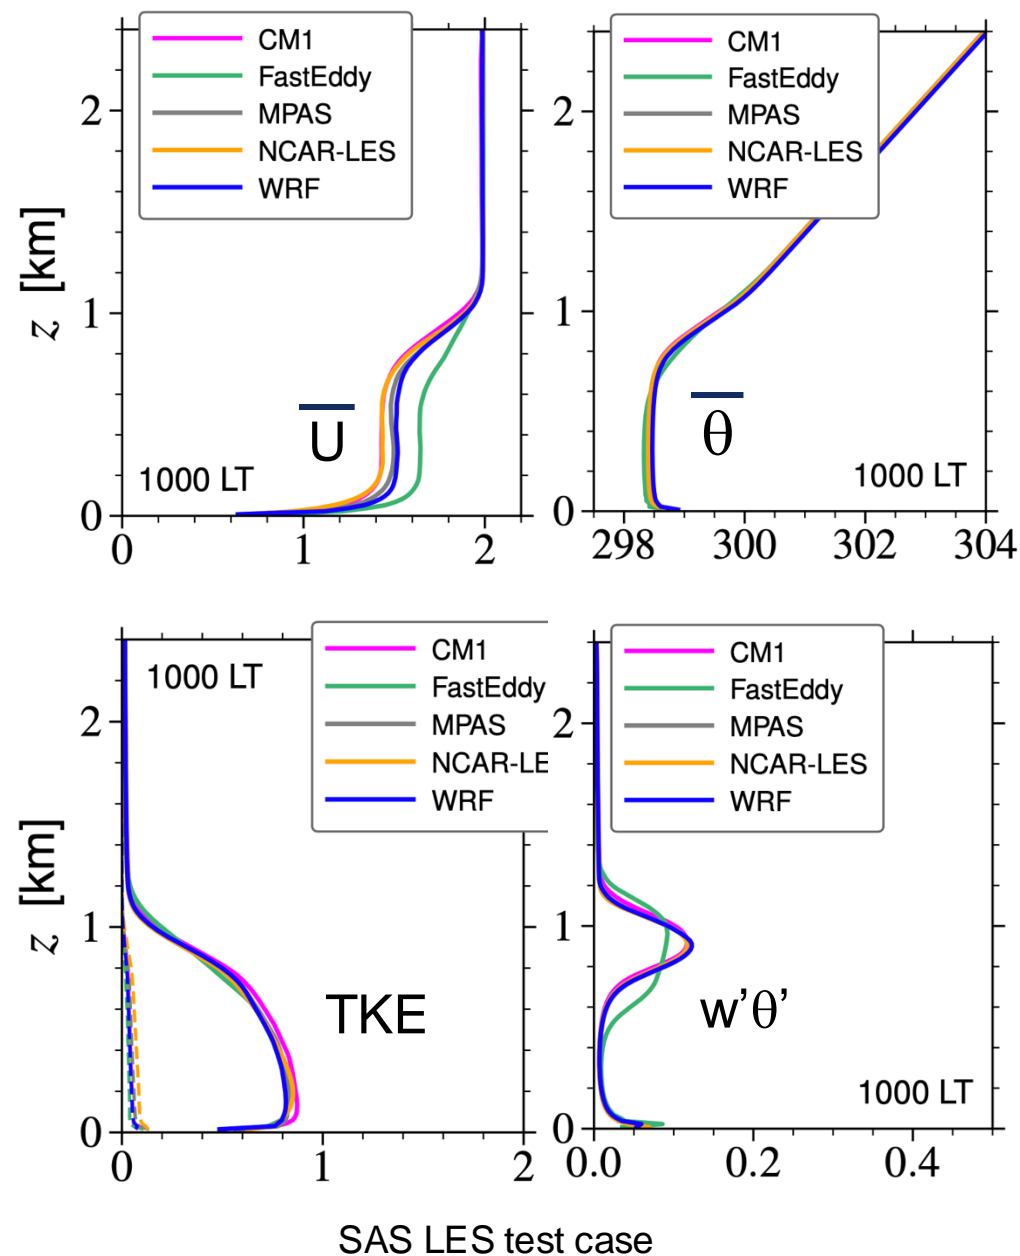 CM1
FastEddy
MPAS
NCAR-LES
WRF
2
1
0
z [km]
U
1000 LT
0 1 2
CM1
FastEddy
MPAS
NCAR-LES
WRF
2
1
0
θ
1000 LT
298 300 302 304
1000 LT
CM1
FastEddy
MPAS
NCAR-LE
WRF
2
1
0
z [km]
TKE
0 1 2
CM1
FastEddy
MPAS
NCAR-LES
WRF
2
1
0
w’θ’
1000 LT
0.0 0.2 0.4
SAS LES test case